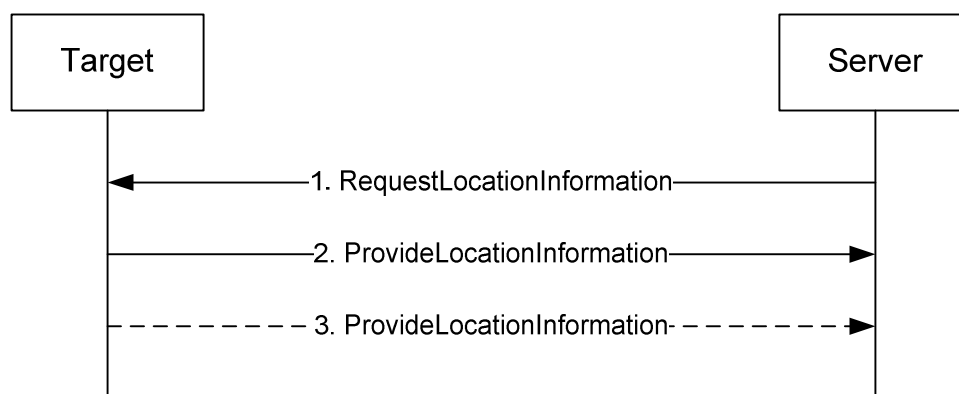 Target
Server
1. RequestLocationInformation
2. ProvideLocationInformation
3. ProvideLocationInformation